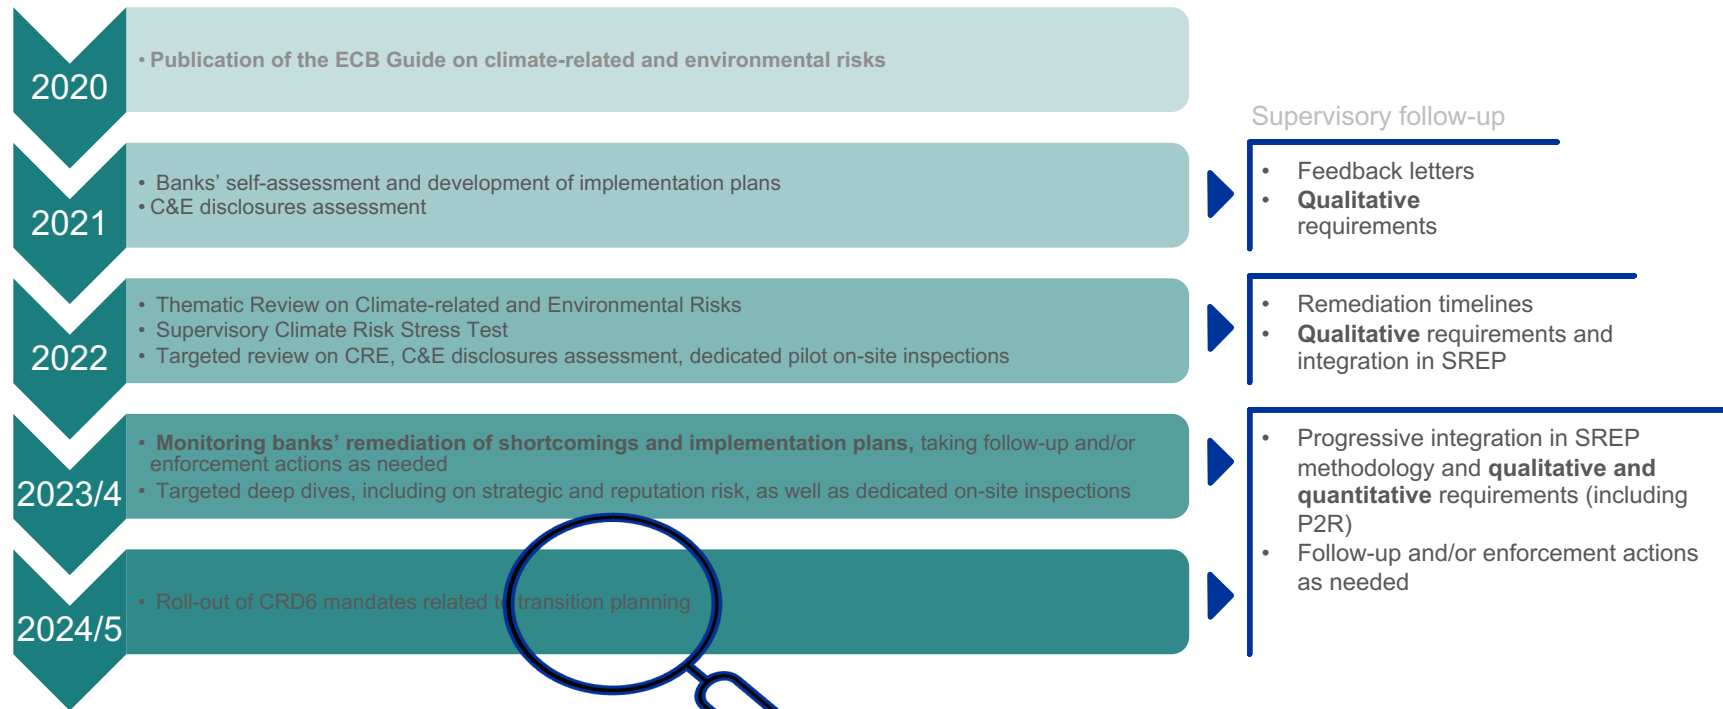 2020
• Publication of the ECB Guide on climate-related and environmental risks
2021
• Banks' self-assessment and development of implementation plans
• C&E disclosures assessment
2022
• Thematic Review on Climate-related and Environmental Risks
• Supervisory Climate Risk Stress Test
• Targeted review on CRE, C&E disclosures assessment, dedicated pilot on-site inspections
2023/4
• Monitoring banks' remediation of shortcomings and implementation plans, taking follow-up and/or
enforcement actions as needed
• Targeted deep dives, including on strategic and reputation risk, as well as dedicated on-site inspections
2024/5
• Roll-out of CRD6 mandates related to transition planning
Supervisory follow-up
• Feedback letters
• Qualitative
requirements
• Remediation timelines
• Qualitative requirements and
integration in SREP
• Progressive integration in SREP
methodology and qualitative and
quantitative requirements (including
P2R)
• Follow-up and/or enforcement actions
as needed